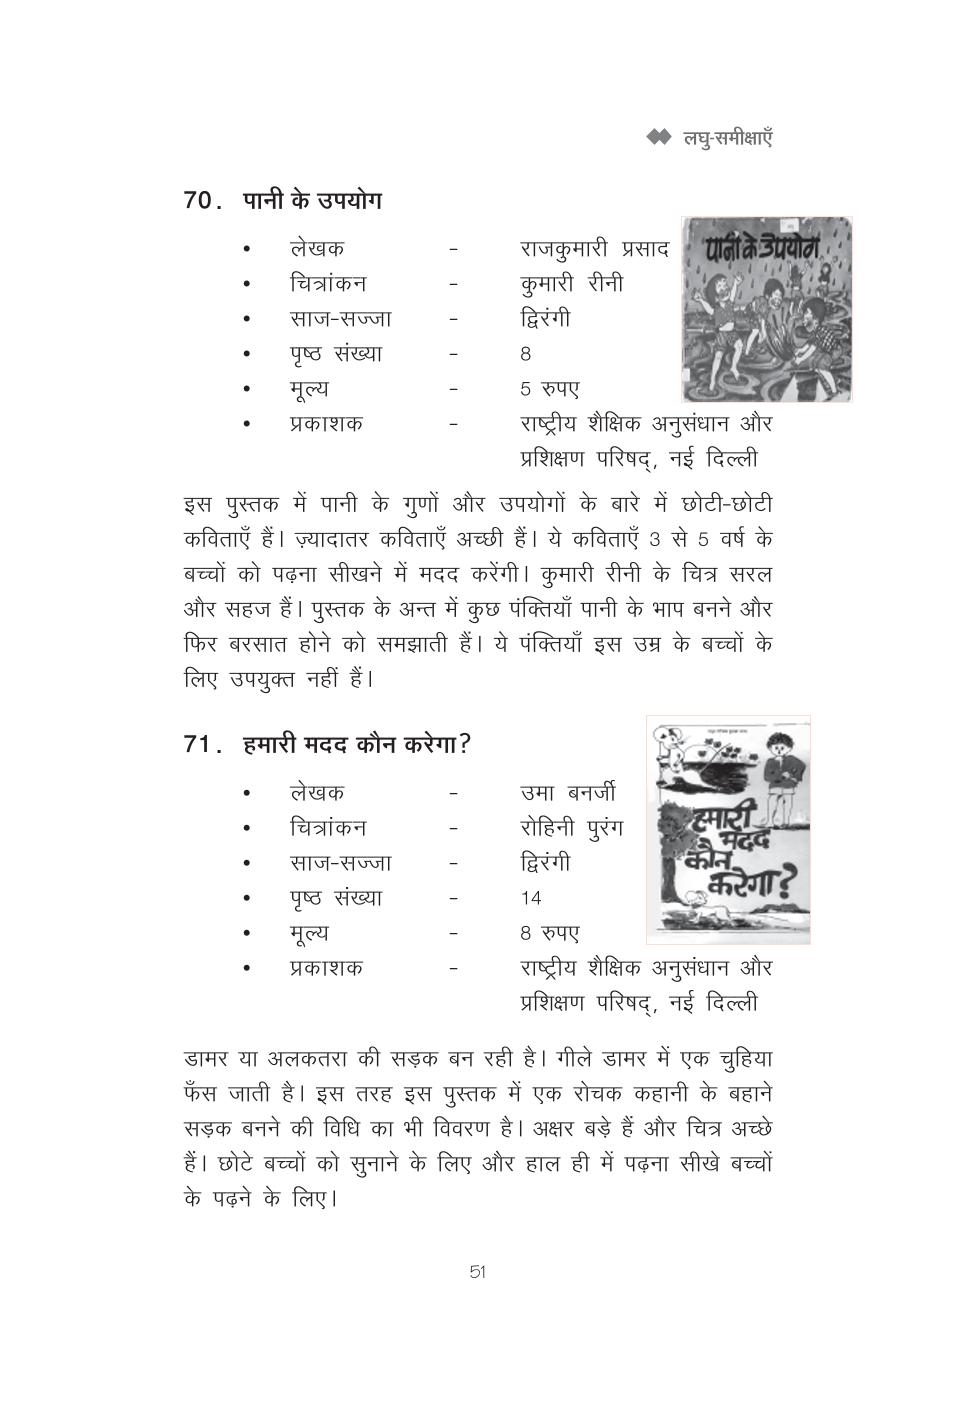 लघु-समीक्षाएँ
70. पानी के उपयोग
• लेखक - राजकुमारी प्रसाद
• चित्रांकन - कुमारी रीनी
• साज-सज्जा - द्विरंगी
• पृष्ठ संख्या - 8
• मूल्य - 5 रुपए
• प्रकाशक - राष्ट्रीय शैक्षिक अनुसंधान और
प्रशिक्षण परिषद्, नई दिल्ली
पानी के उपयोग
इस पुस्तक में पानी के गुणों और उपयोगों के बारे में छोटी-छोटी
कविताएँ हैं। ज़्यादातर कविताएँ अच्छी हैं। ये कविताएँ 3 से 5 वर्ष के
बच्चों को पढ़ना सीखने में मदद करेंगी। कुमारी रीनी के चित्र सरल
और सहज हैं। पुस्तक के अन्त में कुछ पंक्तियाँ पानी के भाप बनने और
फिर बरसात होने को समझाती हैं। ये पंक्तियाँ इस उम्र के बच्चों के
लिए उपयुक्त नहीं हैं।
71. हमारी मदद कौन करेगा?
• लेखक - उमा बनर्जी
• चित्रांकन - रोहिनी पुरंग
• साज-सज्जा - द्विरंगी
• पृष्ठ संख्या - 14
• मूल्य - 8 रुपए
• प्रकाशक - राष्ट्रीय शैक्षिक अनुसंधान और
प्रशिक्षण परिषद्, नई दिल्ली
हमारी
मदद
कौन
करेगा?
डामर या अलकतरा की सड़क बन रही है। गीले डामर में एक चुहिया
फँस जाती है। इस तरह इस पुस्तक में एक रोचक कहानी के बहाने
सड़क बनने की विधि का भी विवरण है। अक्षर बड़े हैं और चित्र अच्छे
हैं। छोटे बच्चों को सुनाने के लिए और हाल ही में पढ़ना सीखे बच्चों
के पढ़ने के लिए।
51